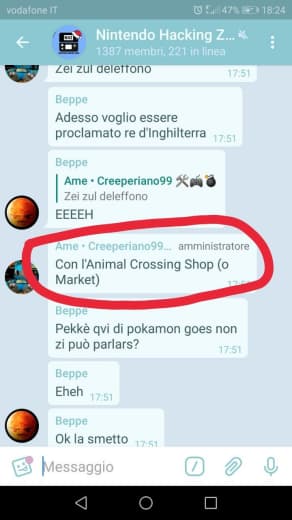 vodafone IT
47% 18:24
Nintendo Hacking Z...
1387 membri, 221 in linea
Zei zul deleffono
17:51
Beppe
Adesso voglio essere
proclamato re d'Inghilterra 17:51
Beppe
Ame • Creeperiano99
Zei zul deleffono
EEEEH 17:51
Ame • Creeperiano99... amministratore
Con l'Animal Crossing Shop (o
Market) 17:51
Beppe
Pekkè qvi di pokamon goes non
zi può parlars? 17:51
Beppe
Eheh 17:51
Beppe
Ok la smetto 17:51
Messaggio